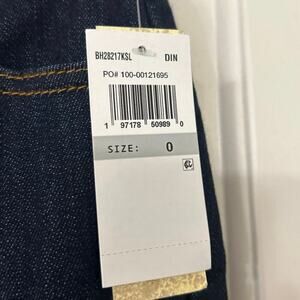 BH28217KSL DIN
PO# 100-00121695
1 97178 50989 0
SIZE: 0